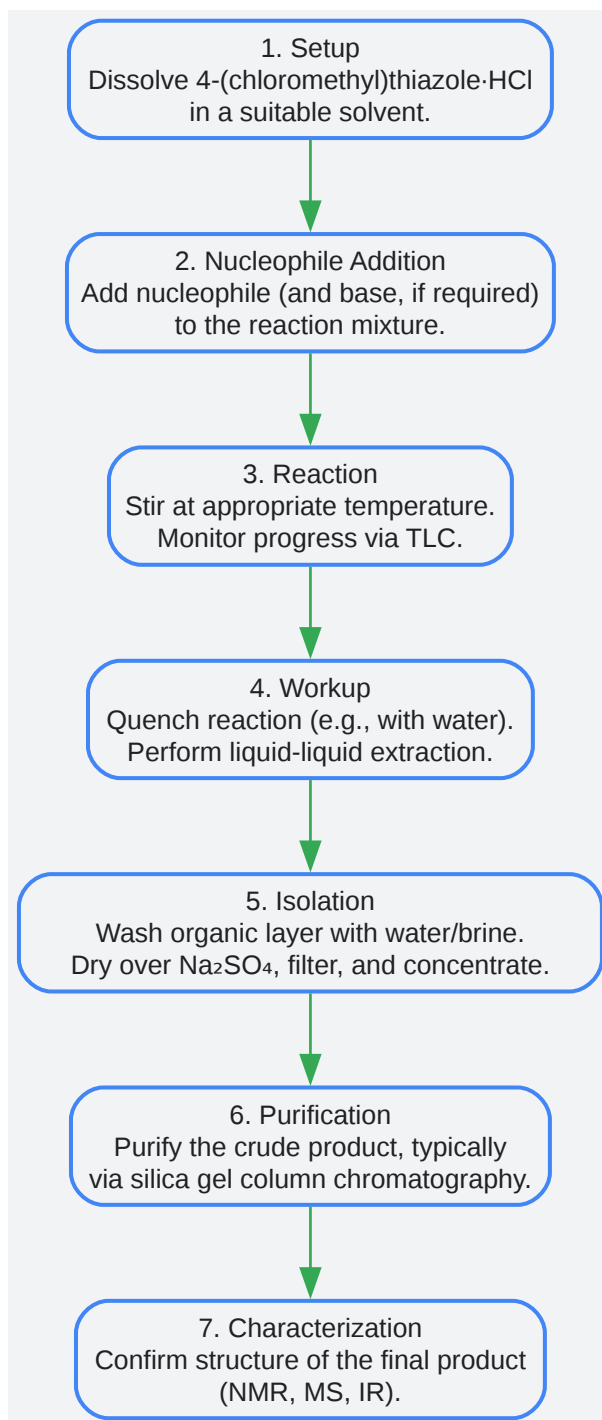 1. Setup
Dissolve 4-(chloromethyl)thiazole·HCl
in a suitable solvent.
2. Nucleophile Addition
Add nucleophile (and base, if required)
to the reaction mixture.
3. Reaction
Stir at appropriate temperature.
Monitor progress via TLC.
4. Workup
Quench reaction (e.g., with water).
Perform liquid-liquid extraction.
5. Isolation
Wash organic layer with water/brine.
Dry over Na₂SO₄, filter, and concentrate.
6. Purification
Purify the crude product, typically
via silica gel column chromatography.
7. Characterization
Confirm structure of the final product
(NMR, MS, IR).